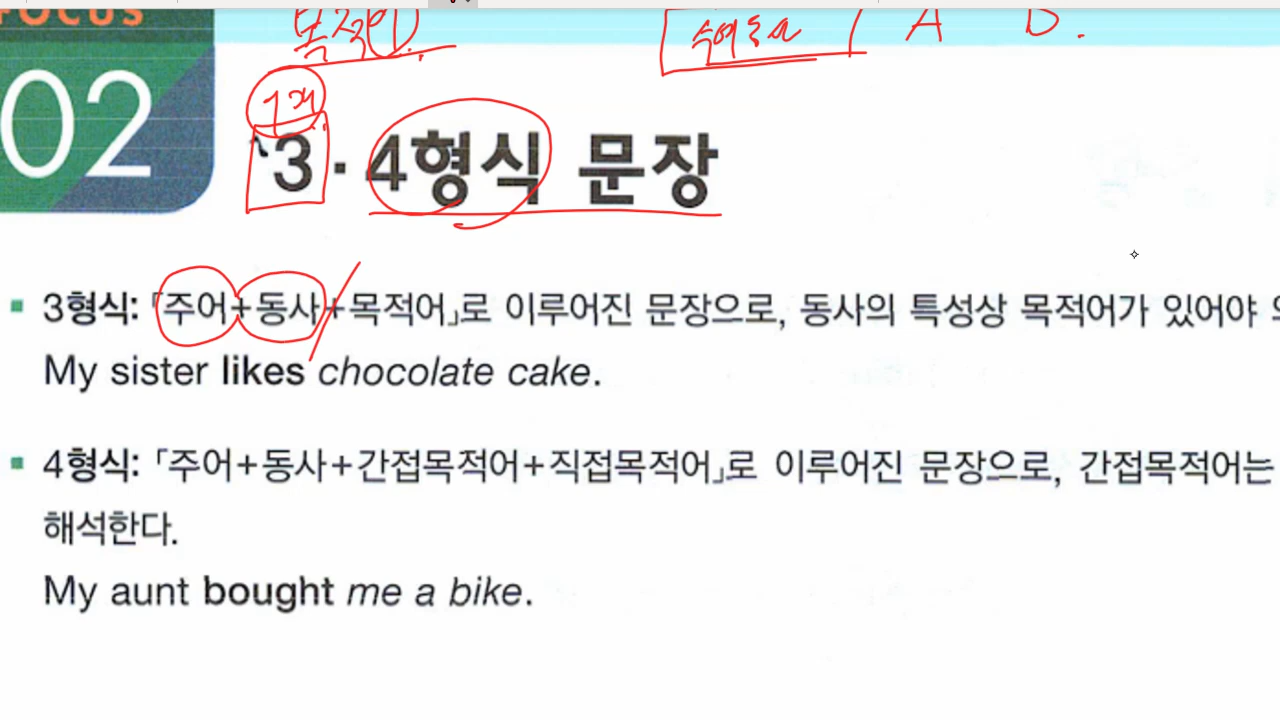 FOCUS
수여동사 / A D.
02
3·4형식 문장
3형식: 「주어+동사+목적어」로 이루어진 문장으로, 동사의 특성상 목적어가 있어야
My sister likes chocolate cake.
4형식: 「주어+동사+간접목적어+직접목적어」로 이루어진 문장으로, 간접목적어는
해석한다.
My aunt bought me a bike.